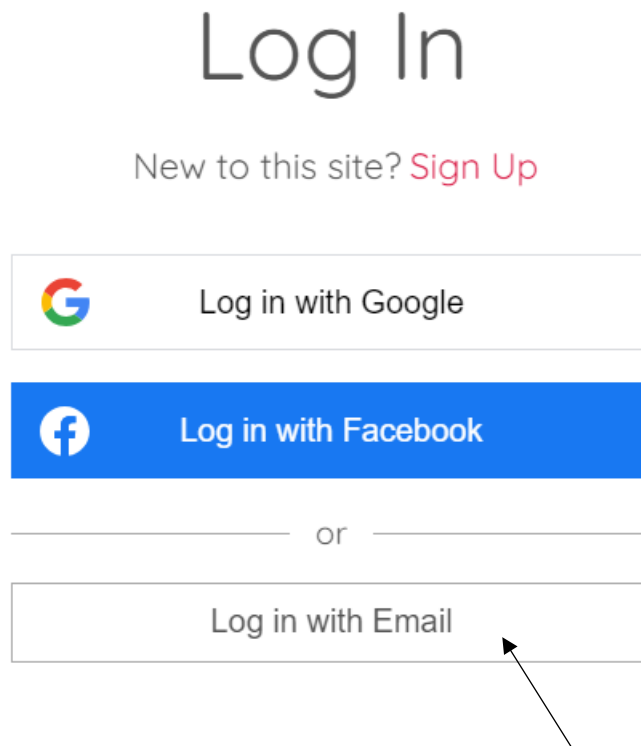 Log In
New to this site? Sign Up
Log in with Google
Log in with Facebook
or
Log in with Email